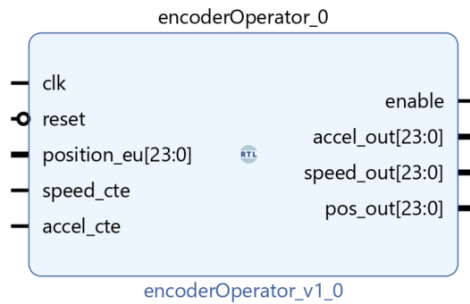 encoderOperator_0
clk
reset
position_eu[23:0]
speed_cte
accel_cte
RTL
enable
accel_out[23:0]
speed_out[23:0]
pos_out[23:0]
encoderOperator_v1_0